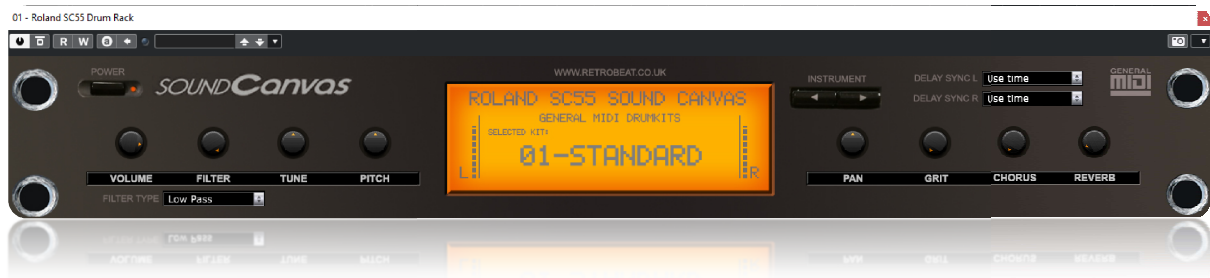 01 - Roland SC55 Drum Rack
R W a
POWER
SOUNDCanvas
VOLUME FILTER TUNE PITCH
FILTER TYPE Low Pass
WWW.RETROBEAT.CO.UK
ROLAND SC55 SOUND CANVAS
GENERAL MIDI DRUMKITS
SELECTED KIT:
01-STANDARD
L R
INSTRUMENT
DELAY SYNC L Use time
DELAY SYNC R Use time
GENERAL
MIDI
PAN GRIT CHORUS REVERB